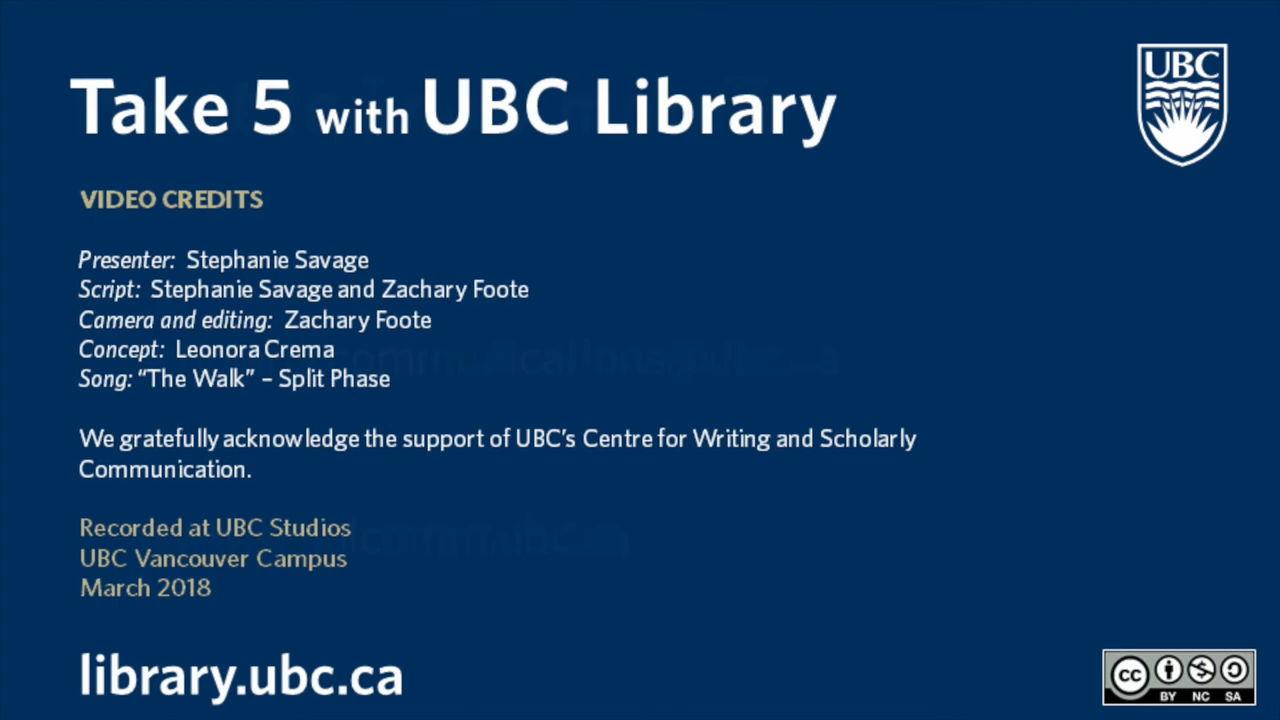 Take 5 with UBC Library
UBC
VIDEO CREDITS
Presenter: Stephanie Savage
Script: Stephanie Savage and Zachary Foote
Camera and editing: Zachary Foote
Concept: Leonora Crema
Song: “The Walk” – Split Phase
We gratefully acknowledge the support of UBC’s Centre for Writing and Scholarly
Communication.
Recorded at UBC Studios
UBC Vancouver Campus
March 2018
library.ubc.ca
cc
BY NC SA